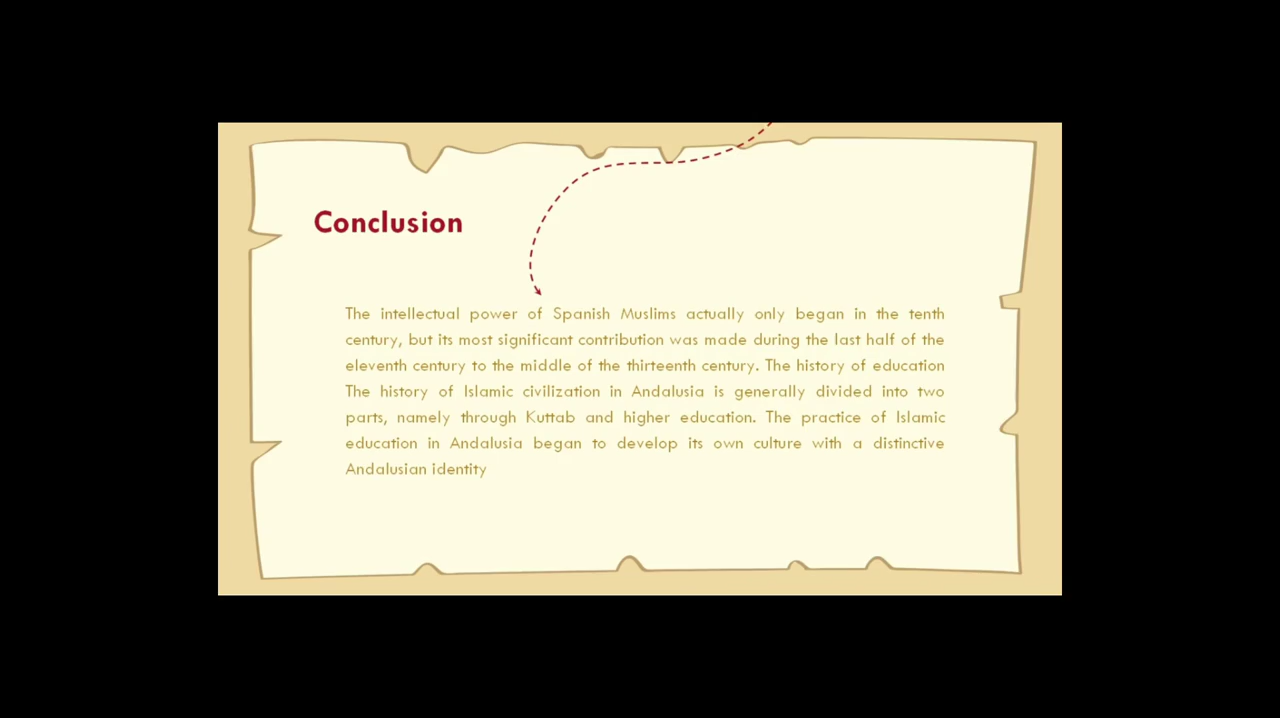 Conclusion
The intellectual power of Spanish Muslims actually only began in the tenth
century, but its most significant contribution was made during the last half of the
eleventh century to the middle of the thirteenth century. The history of education
The history of Islamic civilization in Andalusia is generally divided into two
parts, namely through Kuttab and higher education. The practice of Islamic
education in Andalusia began to develop its own culture with a distinctive
Andalusian identity